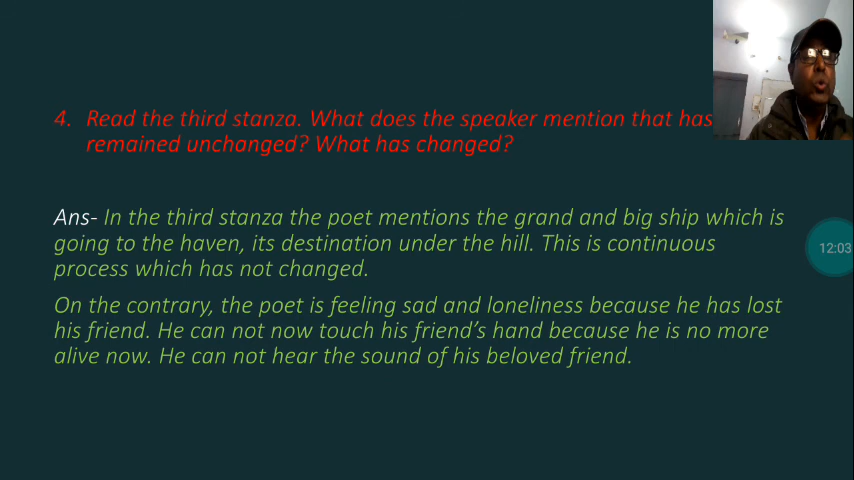 4. Read the third stanza. What does the speaker mention that has
remained unchanged? What has changed?
Ans- In the third stanza the poet mentions the grand and big ship which is
going to the haven, its destination under the hill. This is continuous
process which has not changed.
On the contrary, the poet is feeling sad and loneliness because he has lost
his friend. He can not now touch his friend's hand because he is no more
alive now. He can not hear the sound of his beloved friend.
12:03